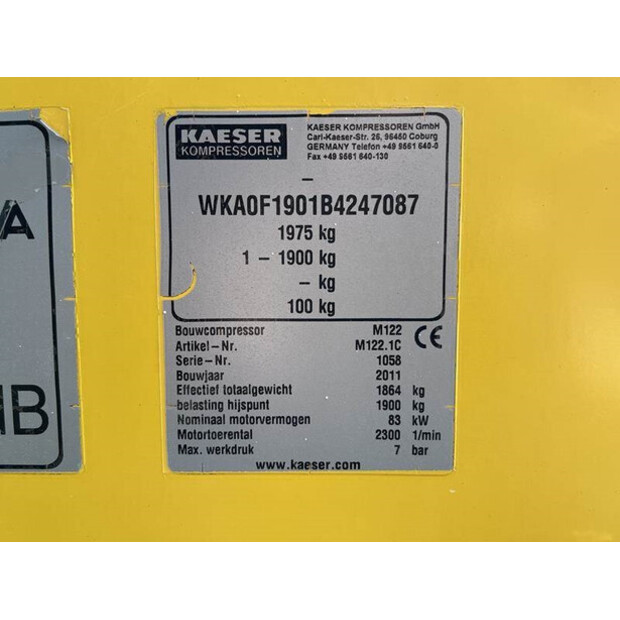 A
IB
KAESER
KOMPRESSOREN
KAESER KOMPRESSOREN GmbH
Carl-Kaeser-Str. 26, 96450 Coburg
GERMANY Telefon +49 9561 640-0
Fax +49 9561 640-130
–
WKA0F1901B4247087
1975 kg
1 – 1900 kg
– kg
100 kg
Bouwcompressor M122
Artikel – Nr. M122.1C
Serie – Nr. 1058
Bouwjaar 2011
Effectief totaalgewicht 1864 kg
belasting hijspunt 1900 kg
Nominaal motorvermogen 83 kW
Motortoerental 2300 1/min
Max. werkdruk 7 bar
CE
www.kaeser.com